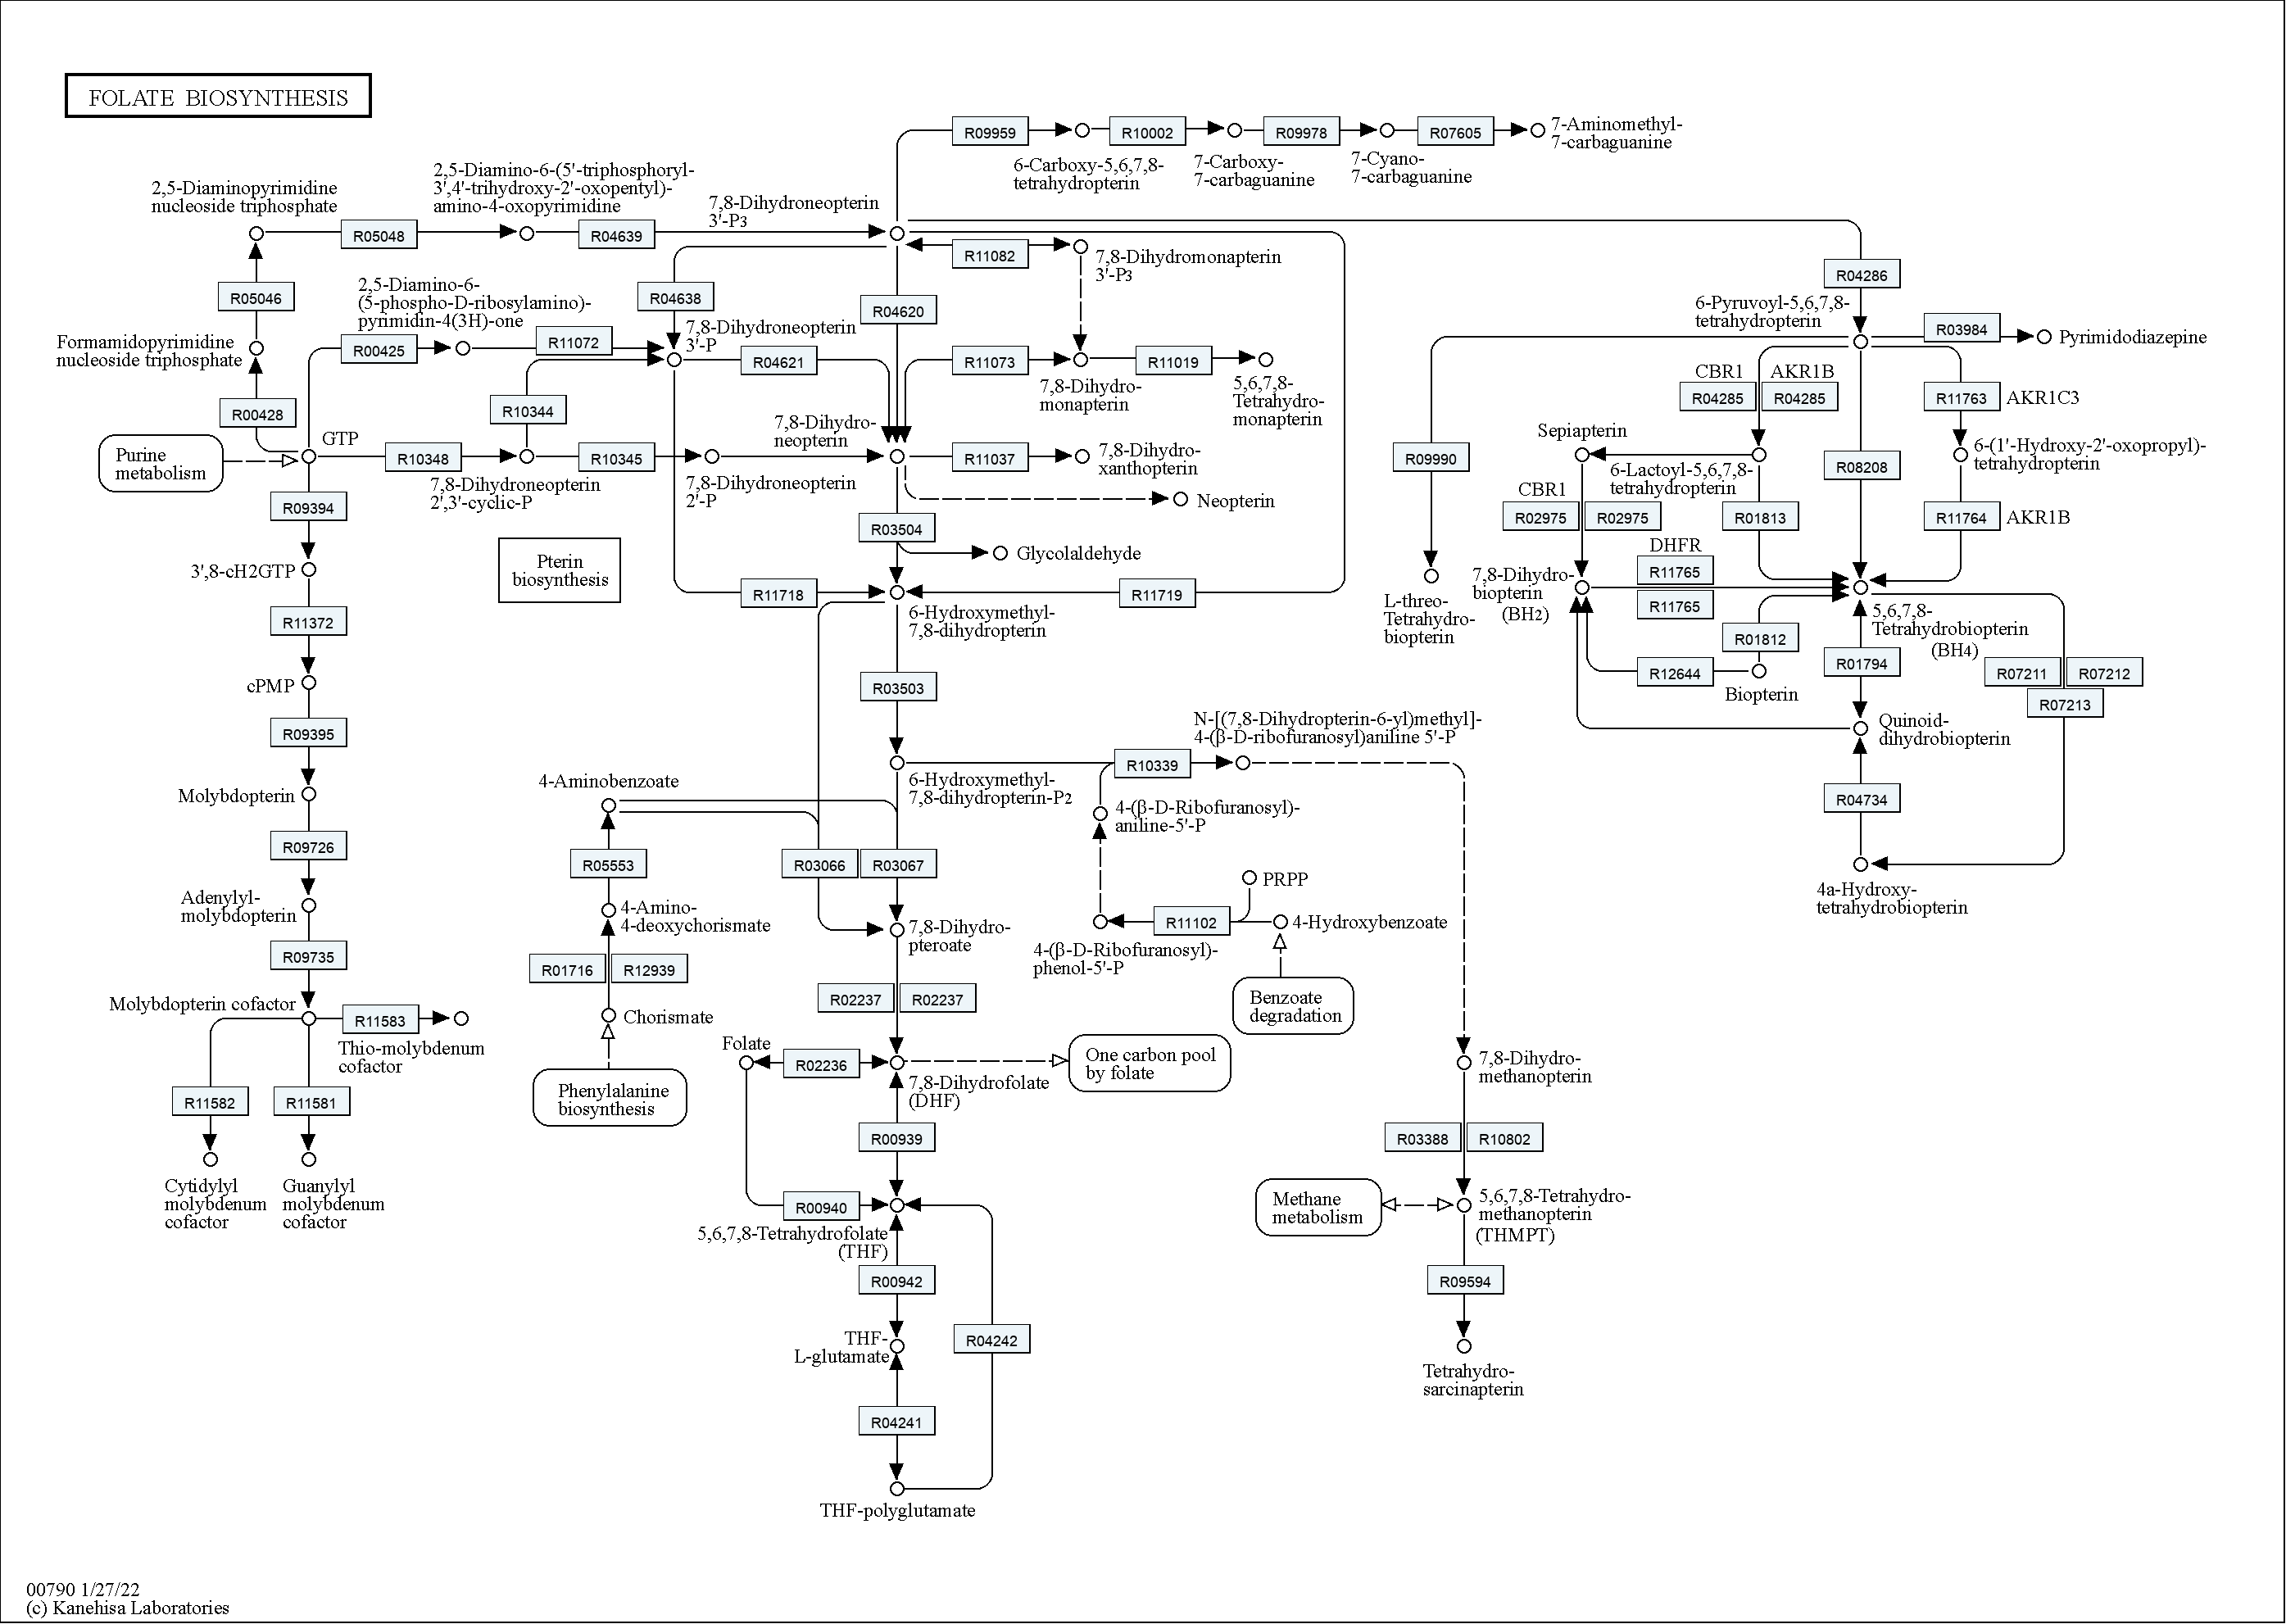 FOLATE BIOSYNTHESIS
R09959
R10002
R09978
R07605
7-Aminomethyl-
7-carbaguanine
6-Carboxy-5,6,7,8-
tetrahydropterin
7-Carboxy-
7-carbaguanine
7-Cyano-
7-carbaguanine
2,5-Diaminopyrimidine
nucleoside triphosphate
2,5-Diamino-6-(5'-triphosphoryl-
3',4'-trihydroxy-2'-oxopentyl)-
amino-4-oxopyrimidine
7,8-Dihydroneopterin
3'-P3
R05048
R04639
R11082
7,8-Dihydromonapterin
3'-P3
R04286
R05046
2,5-Diamino-6-
(5-phospho-D-ribosylamino)-
pyrimidin-4(3H)-one
R04638
R04620
6-Pyruvoyl-5,6,7,8-
tetrahydropterin
R03984
Pyrimidodiazepine
Formamidopyrimidine
nucleoside triphosphate
R00425
R11072
7,8-Dihydroneopterin
3'-P
R04621
R11073
R11019
7,8-Dihydro-
monapterin
5,6,7,8-
Tetrahydro-
monapterin
CBR1
AKR1B
R04285
R04285
R11763
AKR1C3
R00428
R10344
GTP
Purine
metabolism
R10348
R10345
7,8-Dihydro-
neopterin
R11037
7,8-Dihydro-
xanthopterin
Neopterin
7,8-Dihydroneopterin
2',3'-cyclic-P
7,8-Dihydroneopterin
2'-P
R09990
Sepiapterin
6-Lactoyl-5,6,7,8-
tetrahydropterin
R08208
6-(1'-Hydroxy-2'-oxopropyl)-
tetrahydropterin
R09394
CBR1
R02975
R02975
R01813
R11764
AKR1B
R03504
Glycolaldehyde
Pterin
biosynthesis
3',8-cH2GTP
R11718
R11719
DHFR
R11765
R11765
7,8-Dihydro-
biopterin
(BH2)
L-threo-
Tetrahydro-
biopterin
6-Hydroxymethyl-
7,8-dihydropterin
R11372
5,6,7,8-
Tetrahydrobiopterin
(BH4)
R01812
R12644
Biopterin
R01794
R07211
R07212
R07213
cPMP
R03503
R09395
N-[(7,8-Dihydropterin-6-yl)methyl]-
4-(β-D-ribofuranosyl)aniline 5'-P
Quinoid-
dihydrobiopterin
R10339
6-Hydroxymethyl-
7,8-dihydropterin-P2
4-Aminobenzoate
Molybdopterin
4-(β-D-Ribofuranosyl)-
aniline-5'-P
R04734
R09726
R05553
R03066
R03067
PRPP
4a-Hydroxy-
tetrahydrobiopterin
Adenylyl-
molybdopterin
4-Amino-
4-deoxychorismate
7,8-Dihydro-
pteroate
R11102
4-Hydroxybenzoate
4-(β-D-Ribofuranosyl)-
phenol-5'-P
R09735
R01716
R12939
R02237
R02237
Benzoate
degradation
Molybdopterin cofactor
R11583
Thio-molybdenum
cofactor
Chorismate
Folate
R02236
One carbon pool
by folate
7,8-Dihydrofolate
(DHF)
7,8-Dihydro-
methanopterin
R11582
R11581
Phenylalanine
biosynthesis
R00939
R03388
R10802
Cytidylyl
molybdenum
cofactor
Guanylyl
molybdenum
cofactor
R00940
5,6,7,8-Tetrahydrofolate
(THF)
Methane
metabolism
5,6,7,8-Tetrahydro-
methanopterin
(THMPT)
R00942
R09594
THF-
L-glutamate
R04242
Tetrahydro-
sarcinapterin
R04241
THF-polyglutamate
00790 1/27/22
(c) Kanehisa Laboratories